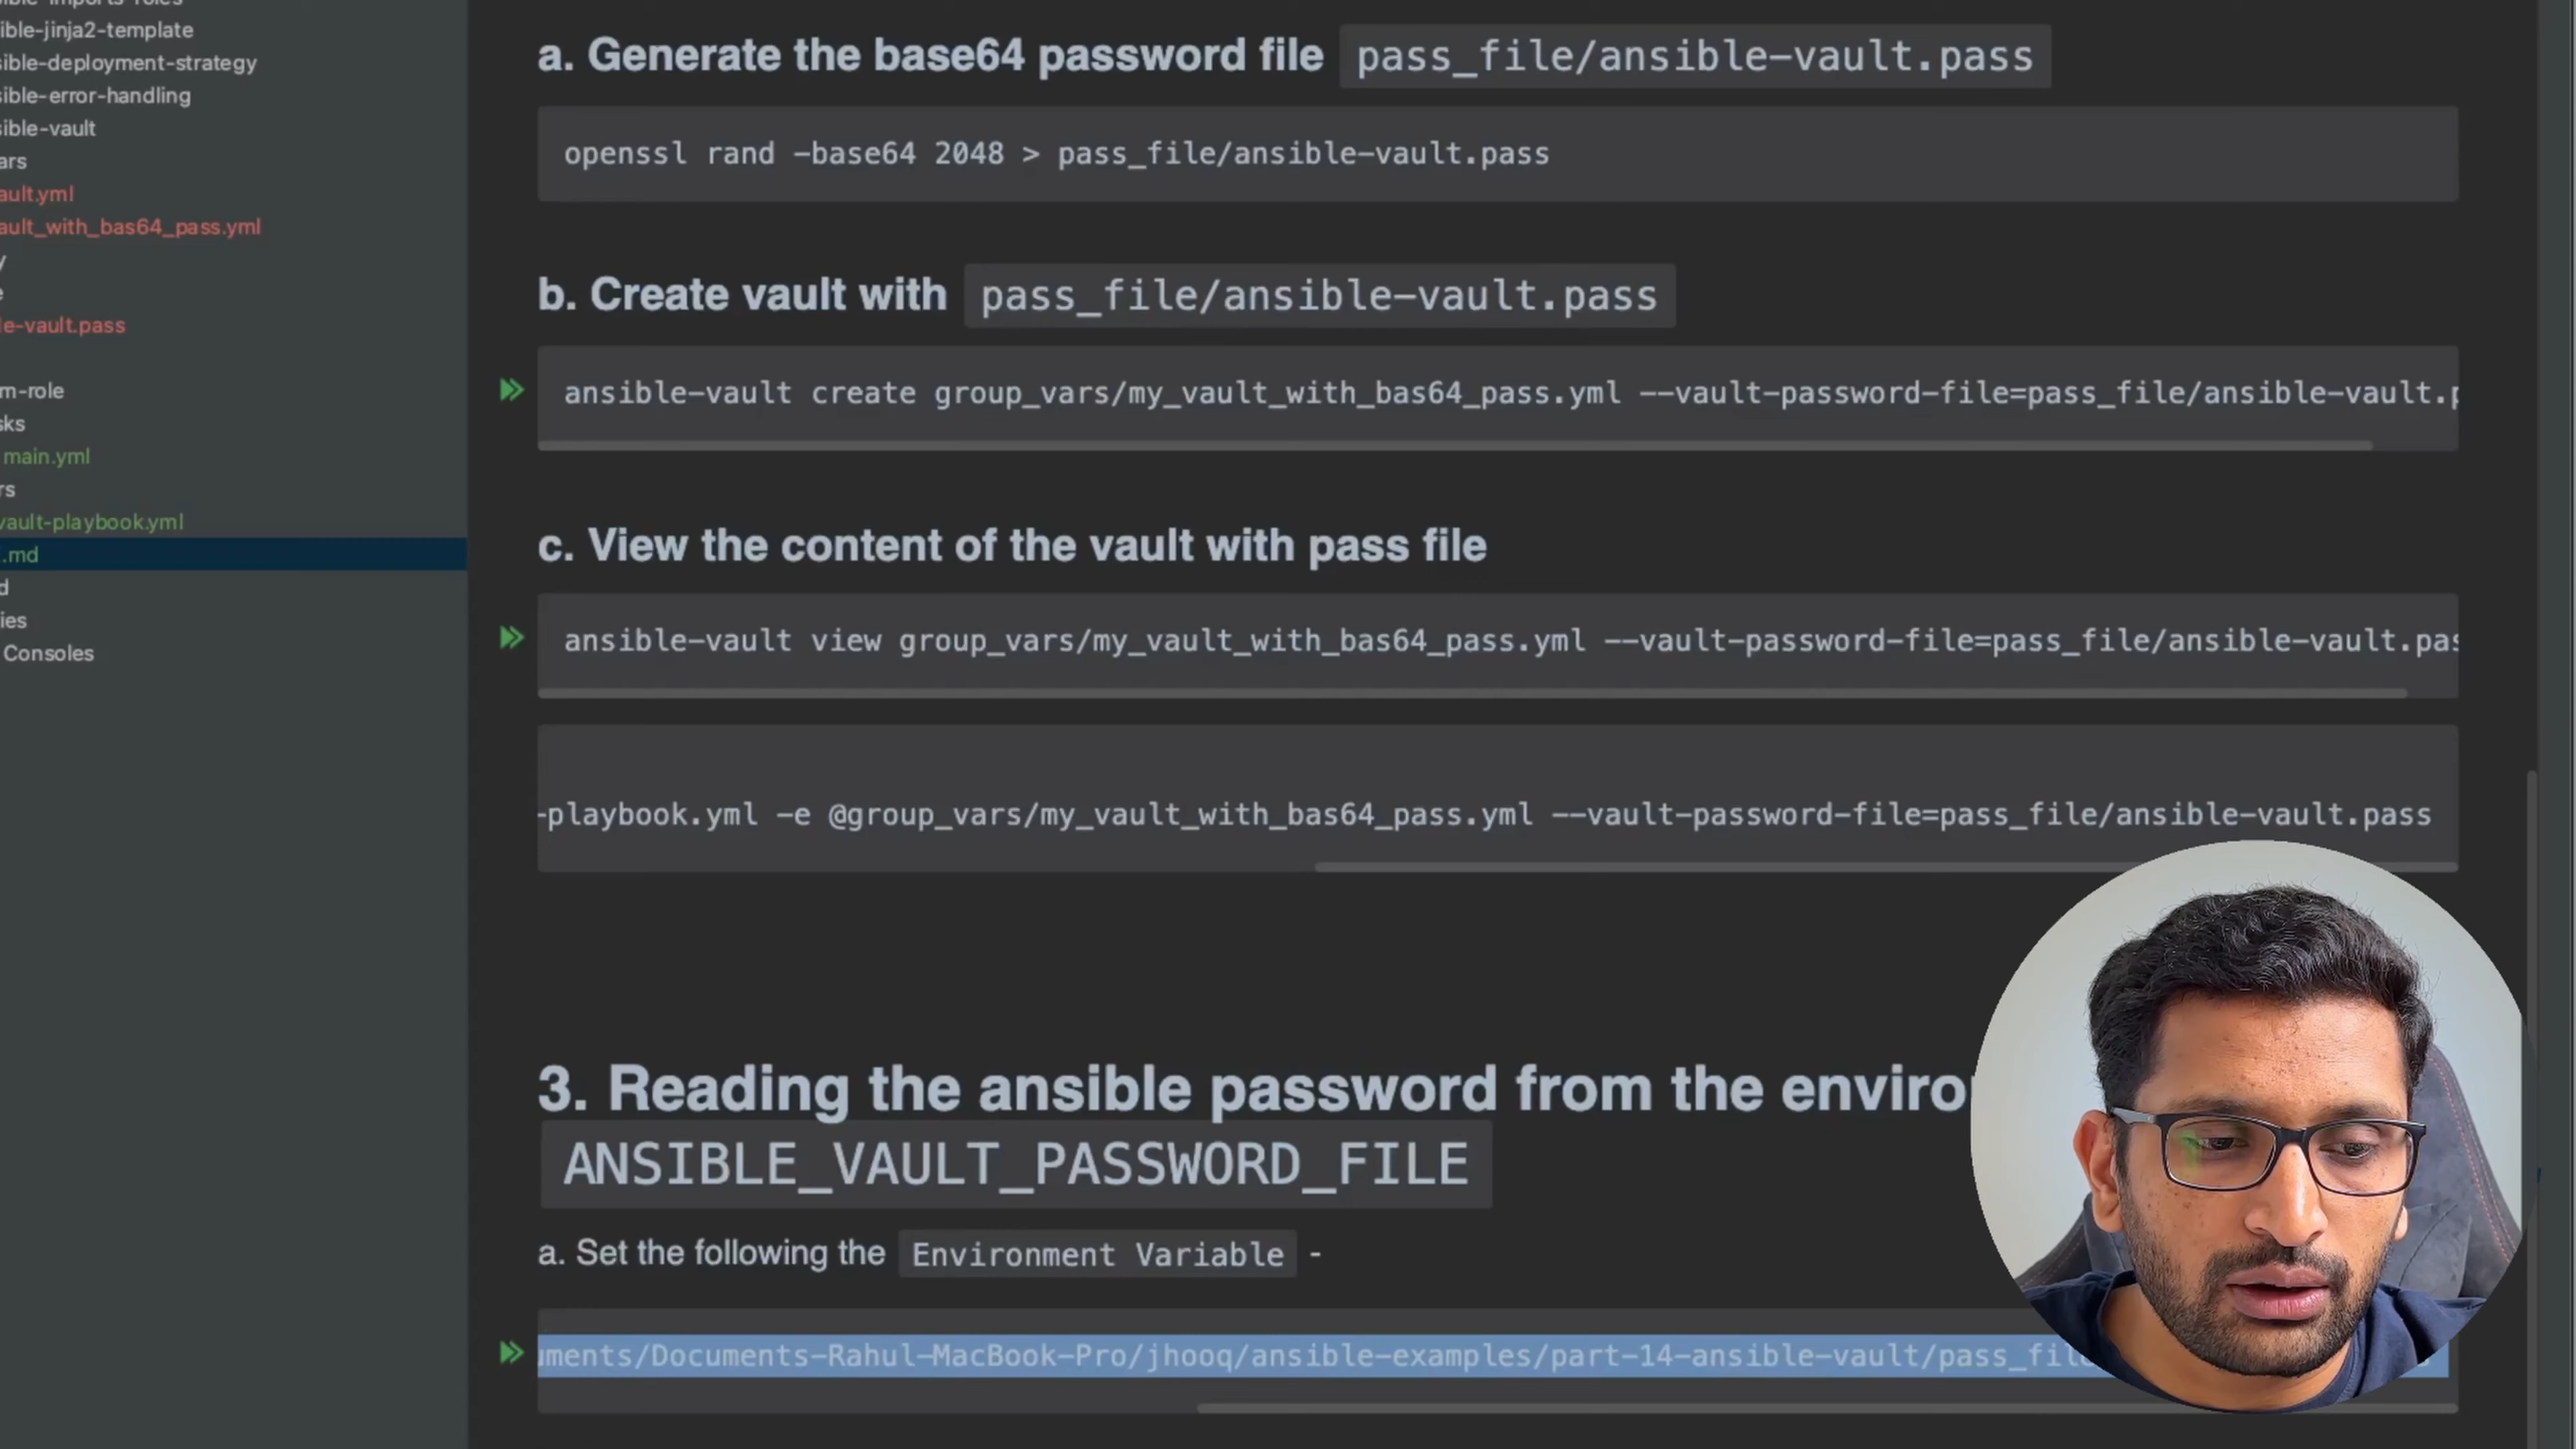 sible-imports-roles
ible-jinja2-template
sible-deployment-strategy
sible-error-handling
sible-vault
ars
ault.yml
ault_with_bas64_pass.yml
y
e
le-vault.pass
m-role
sks
main.yml
rs
vault-playbook.yml
.md
d
ies
Consoles
a. Generate the base64 password file pass_file/ansible-vault.pass
openssl rand -base64 2048 > pass_file/ansible-vault.pass
b. Create vault with pass_file/ansible-vault.pass
ansible-vault create group_vars/my_vault_with_bas64_pass.yml --vault-password-file=pass_file/ansible-vault.p
c. View the content of the vault with pass file
ansible-vault view group_vars/my_vault_with_bas64_pass.yml --vault-password-file=pass_file/ansible-vault.pas
-playbook.yml -e @group_vars/my_vault_with_bas64_pass.yml --vault-password-file=pass_file/ansible-vault.pass
3. Reading the ansible password from the enviro
ANSIBLE_VAULT_PASSWORD_FILE
a. Set the following the Environment Variable -
uments/Documents-Rahul-MacBook-Pro/jhooq/ansible-examples/part-14-ansible-vault/pass_file